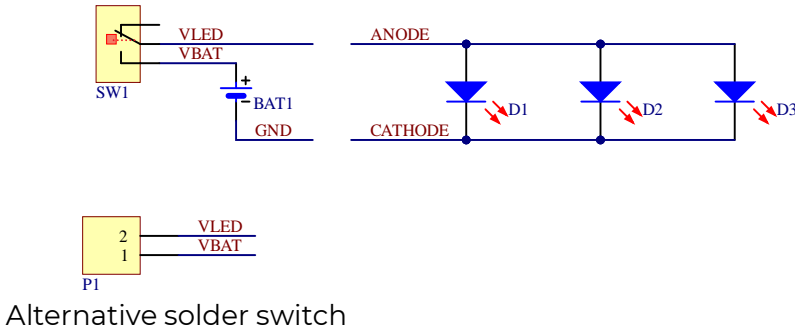 VLED
ANODE
VBAT
SW1
+
BAT1
-
D1
D2
D3
GND
CATHODE
2
VLED
1
VBAT
P1
Alternative solder switch